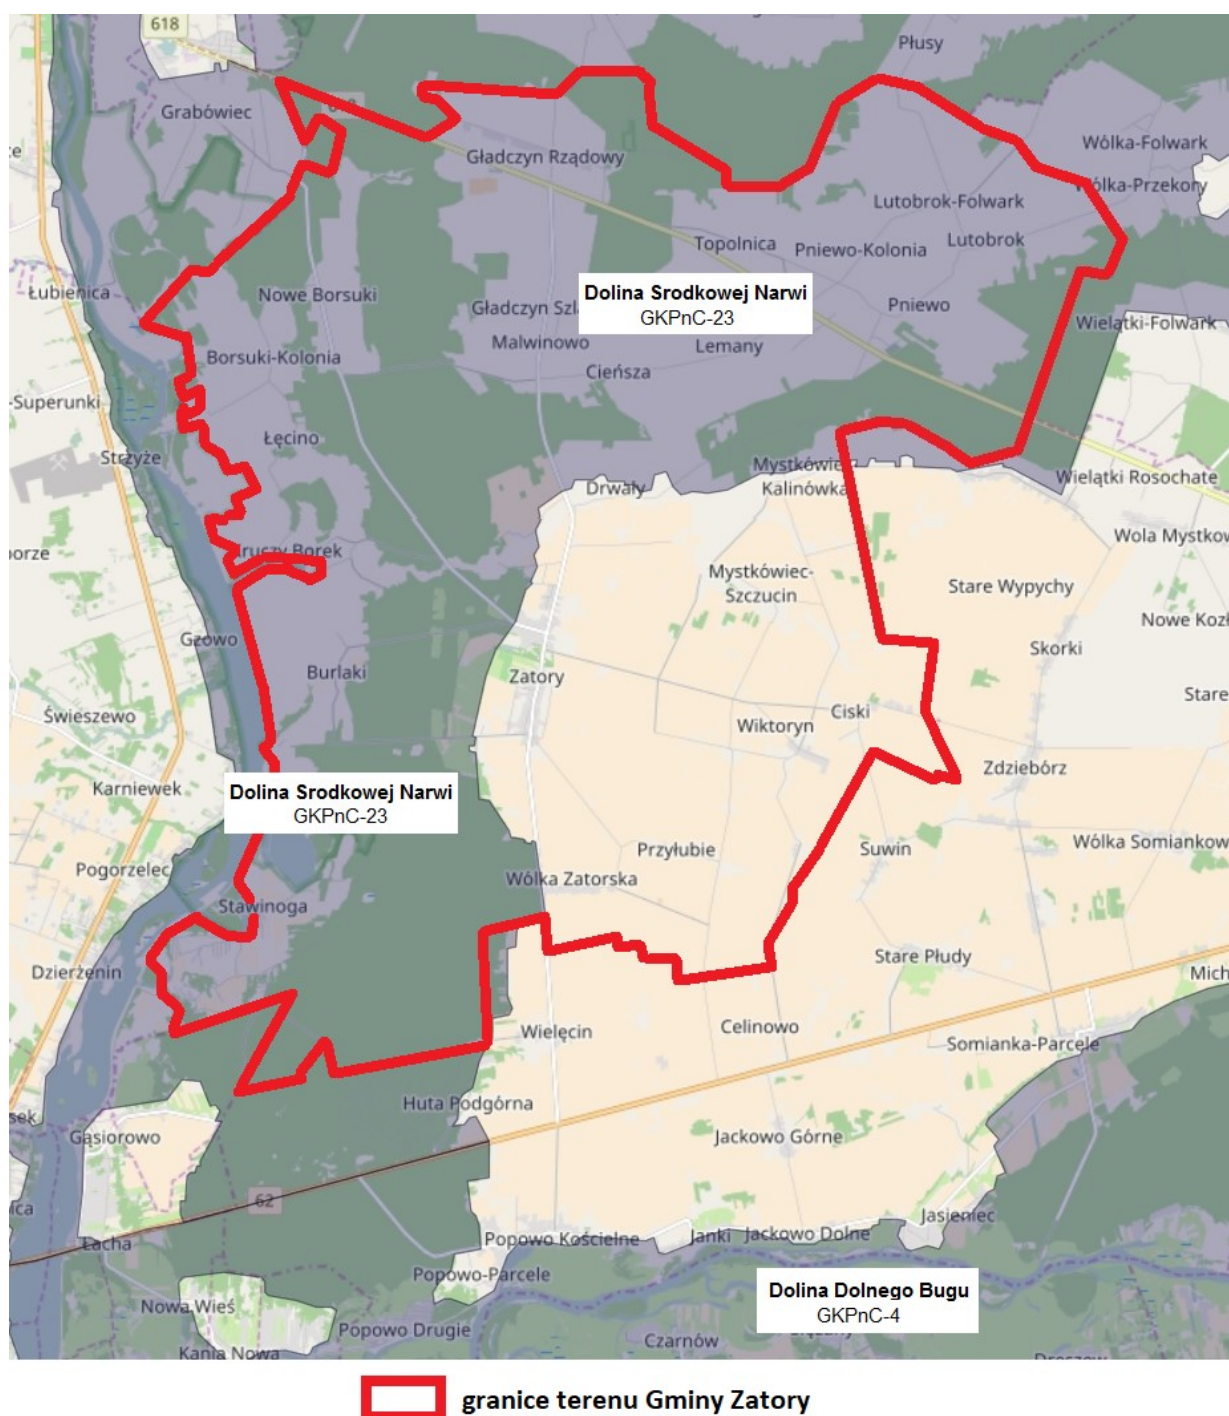 618
Płusy
Grabówiec
Wólka-Folwark
Gładczyn Rządowy
Wólka-Przekory
Lutobrok-Folwark
Topolnica
Pniewo-Kolonia
Lutobrok
Łubienica
Nowe Borsuki
Dolina Srodkowej Narwi
GKPnC-23
Gładczyn
Pniewo
Wielątki-Folwark
Malwinowo
Lemany
Borsuki-Kolonia
Cieńsza
-Superunki
Łęcino
Strzyże
Mystkówiec
Kalinówka
Drwały
Wielątki Rosochate
Wola Mystkow
Borek
Mystkówiec-
Szczucin
Stare Wypychy
Nowe Kozł
Gzowo
Skorki
Burlaki
Zatory
Stare
Świeszewo
Ciski
Wiktoryn
Zdziebórz
Karniewek
Dolina Srodkowej Narwi
GKPnC-23
Przyłubie
Suwin
Wólka Somiankow
Pogorzelec
Wólka Zatorska
Stawinoga
Dzierżenin
Stare Płudy
Mich
Wielęcin
Celinowo
Somianka-Parcele
Huta Podgórna
sek
Gąsiorowo
Jackowo Górne
62
ica
Łacha
Jasieniec
Popowo Kościelne
Janki
Jackowo Dolne
Popowo-Parcele
Dolina Dolnego Bugu
GKPnC-4
Nowa Wieś
Popowo Drugie
Czarnów
Kania Nowa
granice terenu Gminy Zatory